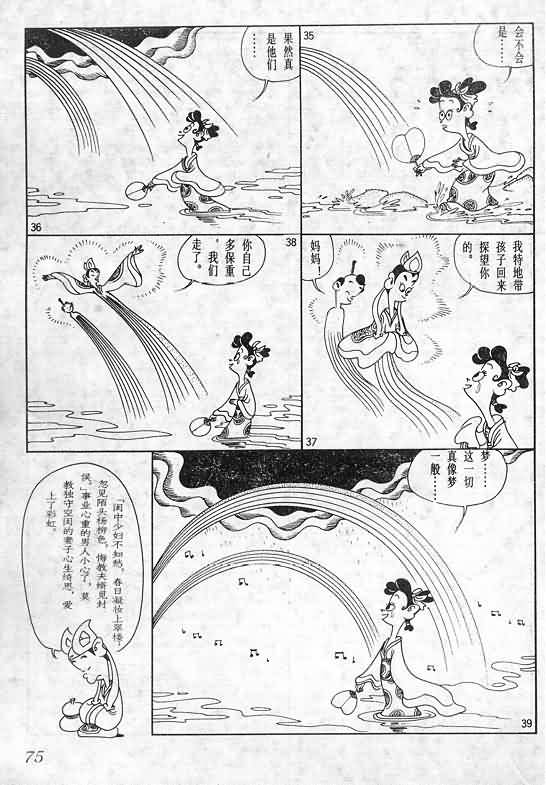 35
会不会
是……
36
果然真
是他们
……
37
我特地带
孩子回来
探望你
的。
妈妈！
38
你自己
多保重
，我们
走了。
39
梦……
这一切
真像梦
一般……
「闺中少妇不知愁，春日凝妆上翠楼，
忽见陌头杨柳色，悔教夫婿觅封
侯。」事业心重的男人小心了，莫
教独守空闺的妻子心生绮思，爱
上了彩虹。
75